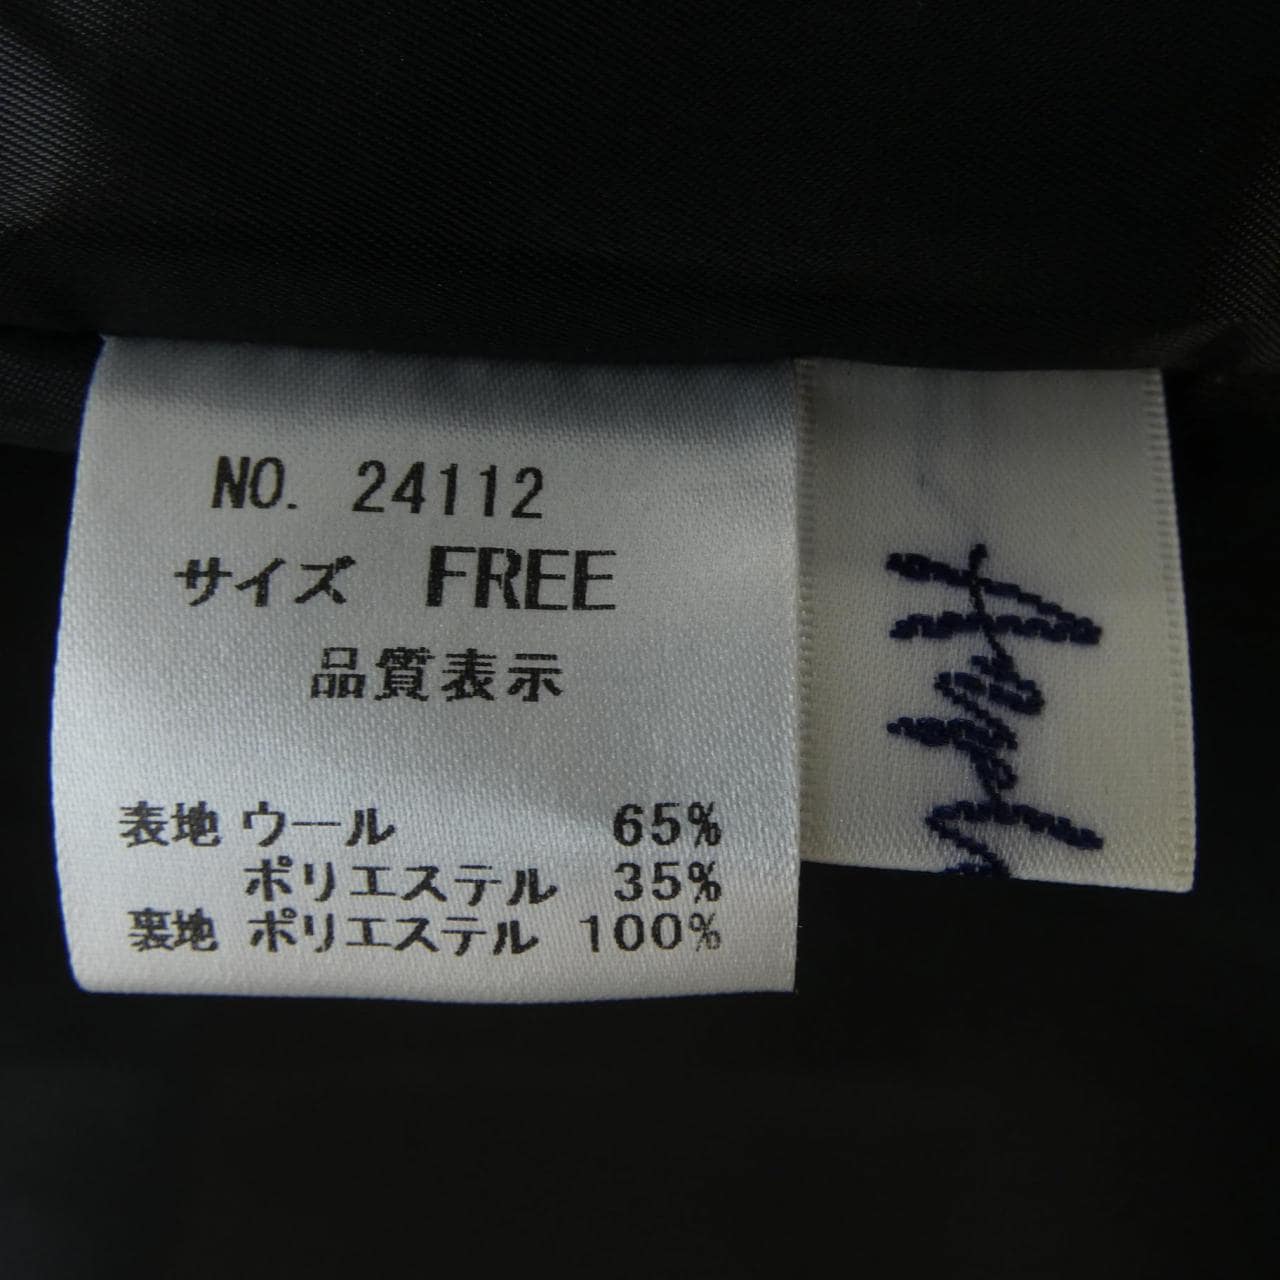 NO. 24112
サイズ FREE
品質表示
表地 ウール 65%
ポリエステル 35%
裏地 ポリエステル 100%